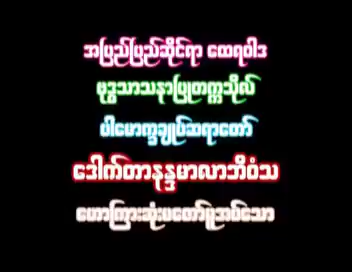 အပြည်ပြည်ဆိုင်ရာ ထေရဝါဒ
ဗုဒ္ဓသာသနာပြုတက္ကသိုလ်
ပါမောက္ခချုပ်ဆရာတော်
ဒေါက်တာနန္ဒမာလာဘိဝံသ
ဟောကြားဆုံးမတော်မူအပ်သော